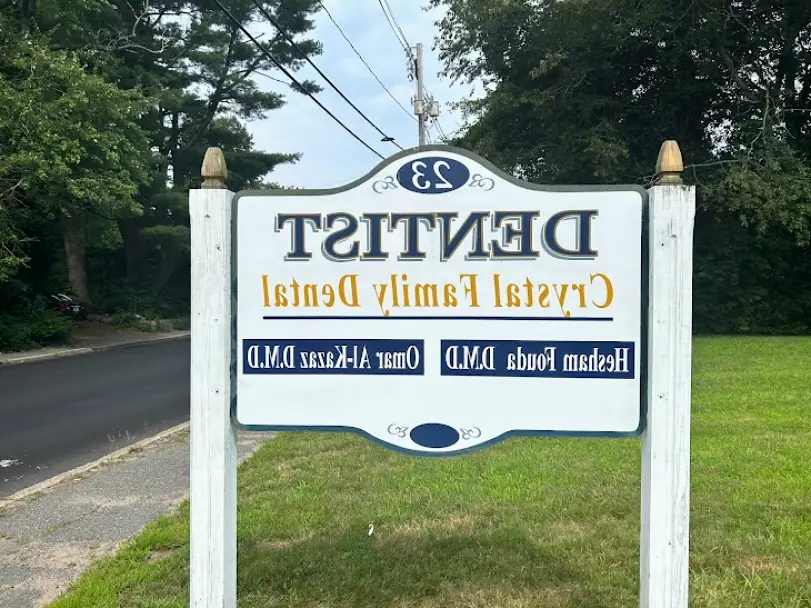 23
DENTIST
Crystal Family Dental
Hesham Fouda D.M.D Omar Al-Kazaz D.M.D